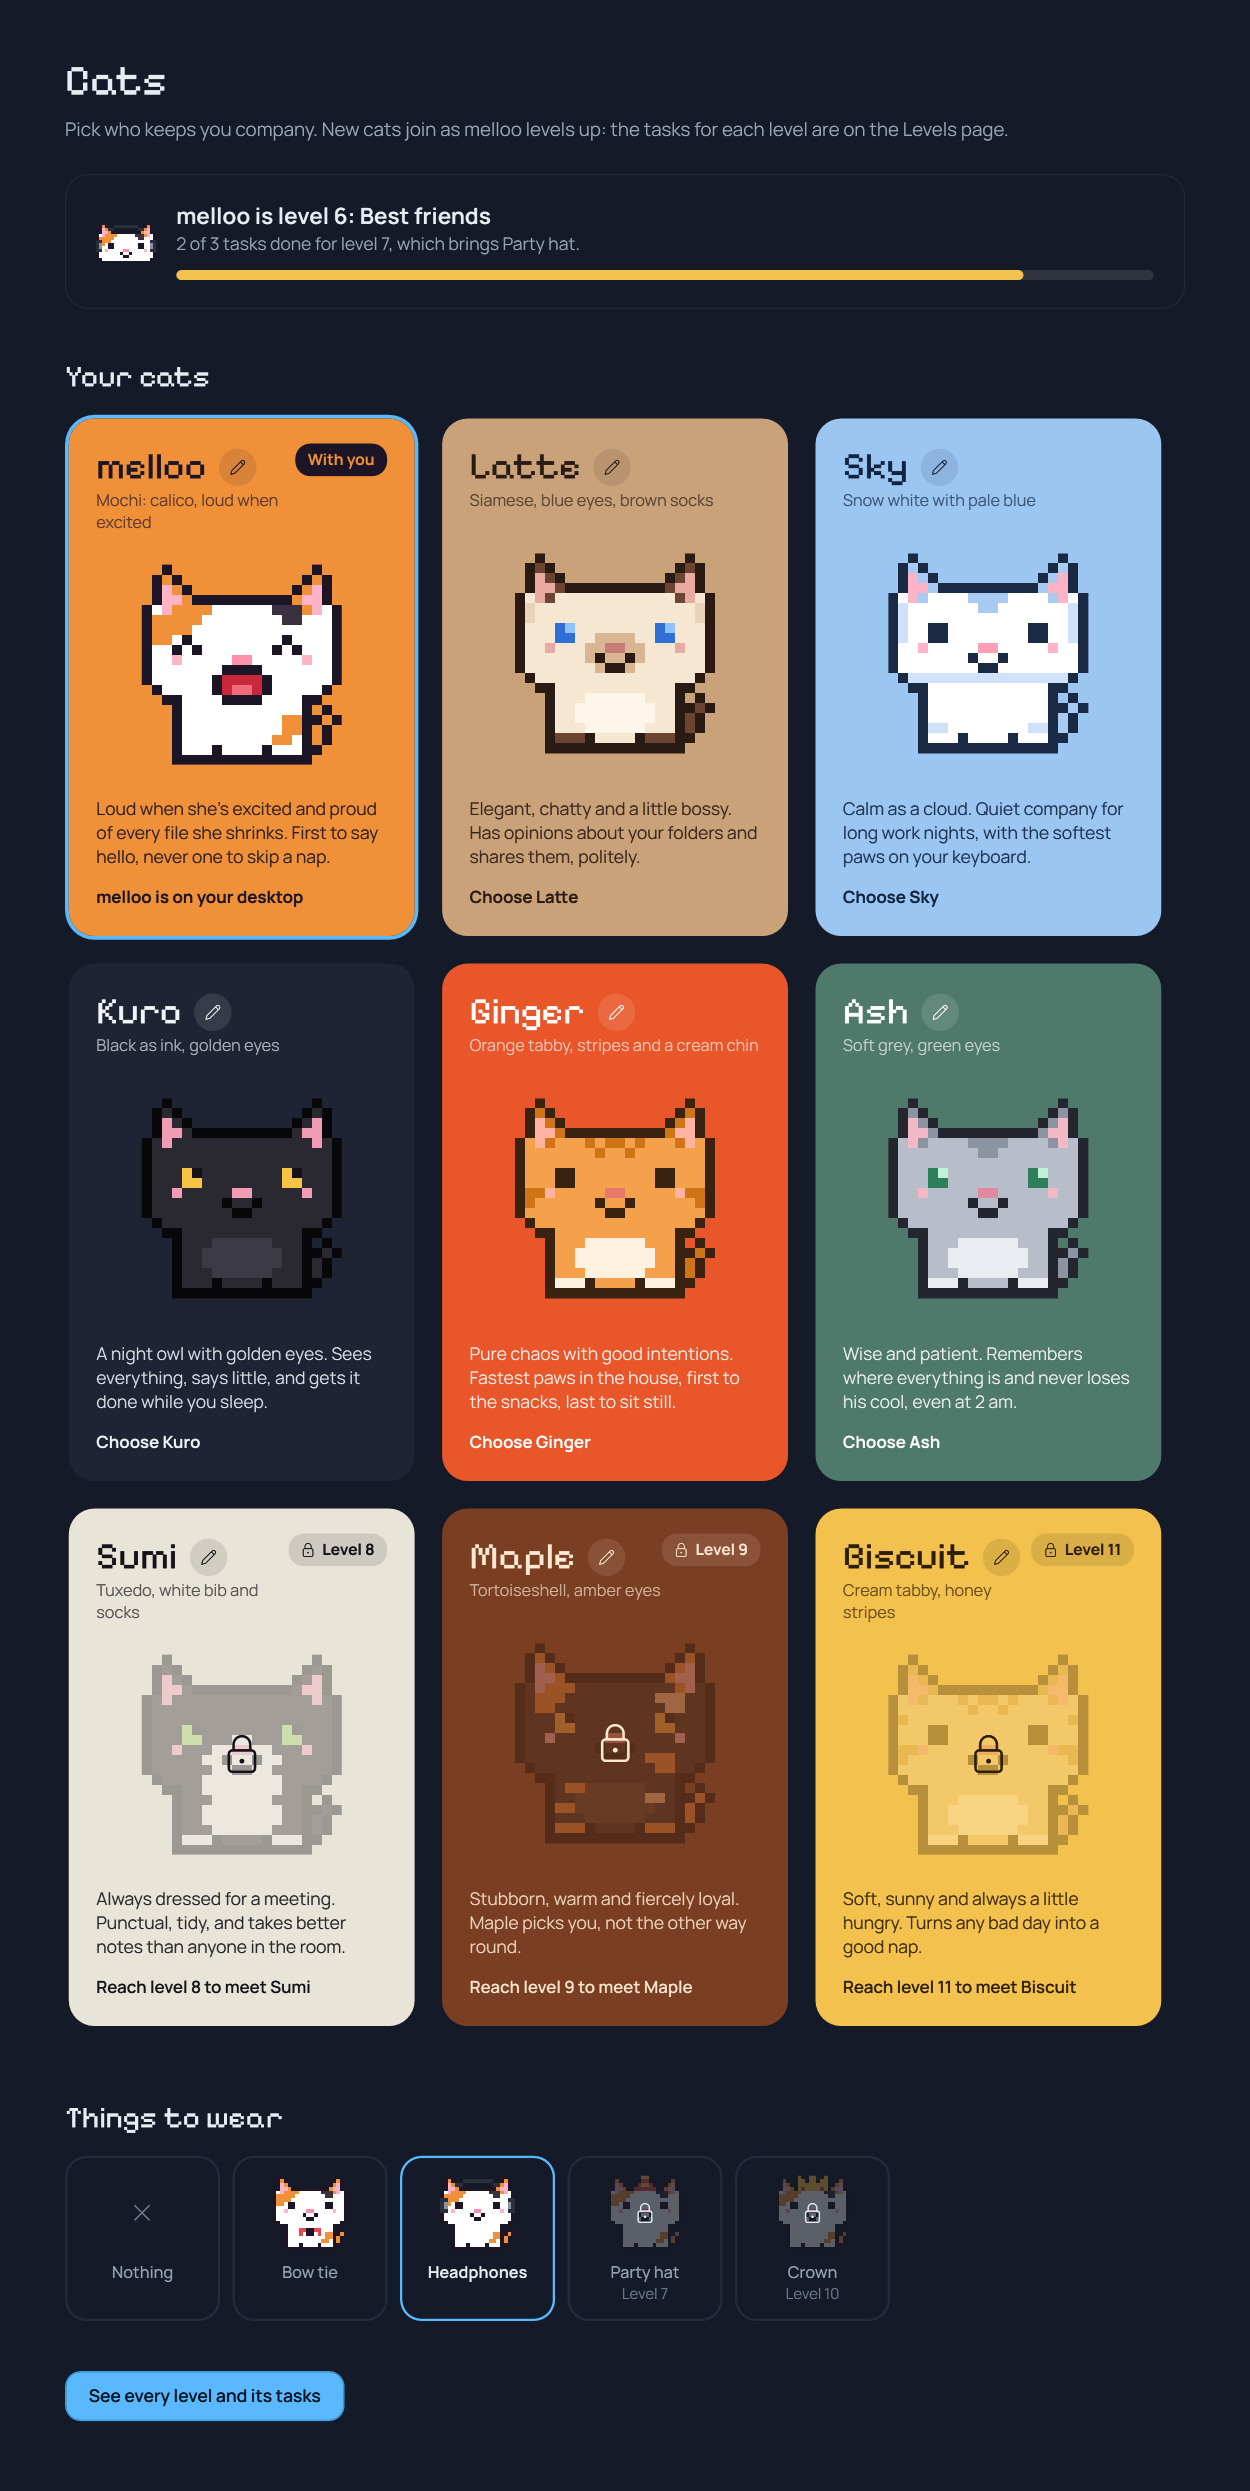 Cats
Pick who keeps you company. New cats join as melloo levels up: the tasks for each level are on the Levels page.
melloo is level 6: Best friends
2 of 3 tasks done for level 7, which brings Party hat.
Your cats
melloo
With you
Mochi: calico, loud when
excited
Loud when she's excited and proud
of every file she shrinks. First to say
hello, never one to skip a nap.
melloo is on your desktop
Latte
Siamese, blue eyes, brown socks
Elegant, chatty and a little bossy.
Has opinions about your folders and
shares them, politely.
Choose Latte
Sky
Snow white with pale blue
Calm as a cloud. Quiet company for
long work nights, with the softest
paws on your keyboard.
Choose Sky
Kuro
Black as ink, golden eyes
A night owl with golden eyes. Sees
everything, says little, and gets it
done while you sleep.
Choose Kuro
Ginger
Orange tabby, stripes and a cream chin
Pure chaos with good intentions.
Fastest paws in the house, first to
the snacks, last to sit still.
Choose Ginger
Ash
Soft grey, green eyes
Wise and patient. Remembers
where everything is and never loses
his cool, even at 2 am.
Choose Ash
Sumi
Level 8
Tuxedo, white bib and
socks
Always dressed for a meeting.
Punctual, tidy, and takes better
notes than anyone in the room.
Reach level 8 to meet Sumi
Maple
Level 9
Tortoiseshell, amber eyes
Stubborn, warm and fiercely loyal.
Maple picks you, not the other way
round.
Reach level 9 to meet Maple
Biscuit
Level 11
Cream tabby, honey
stripes
Soft, sunny and always a little
hungry. Turns any bad day into a
good nap.
Reach level 11 to meet Biscuit
Things to wear
Nothing
Bow tie
Headphones
Party hat
Level 7
Crown
Level 10
See every level and its tasks